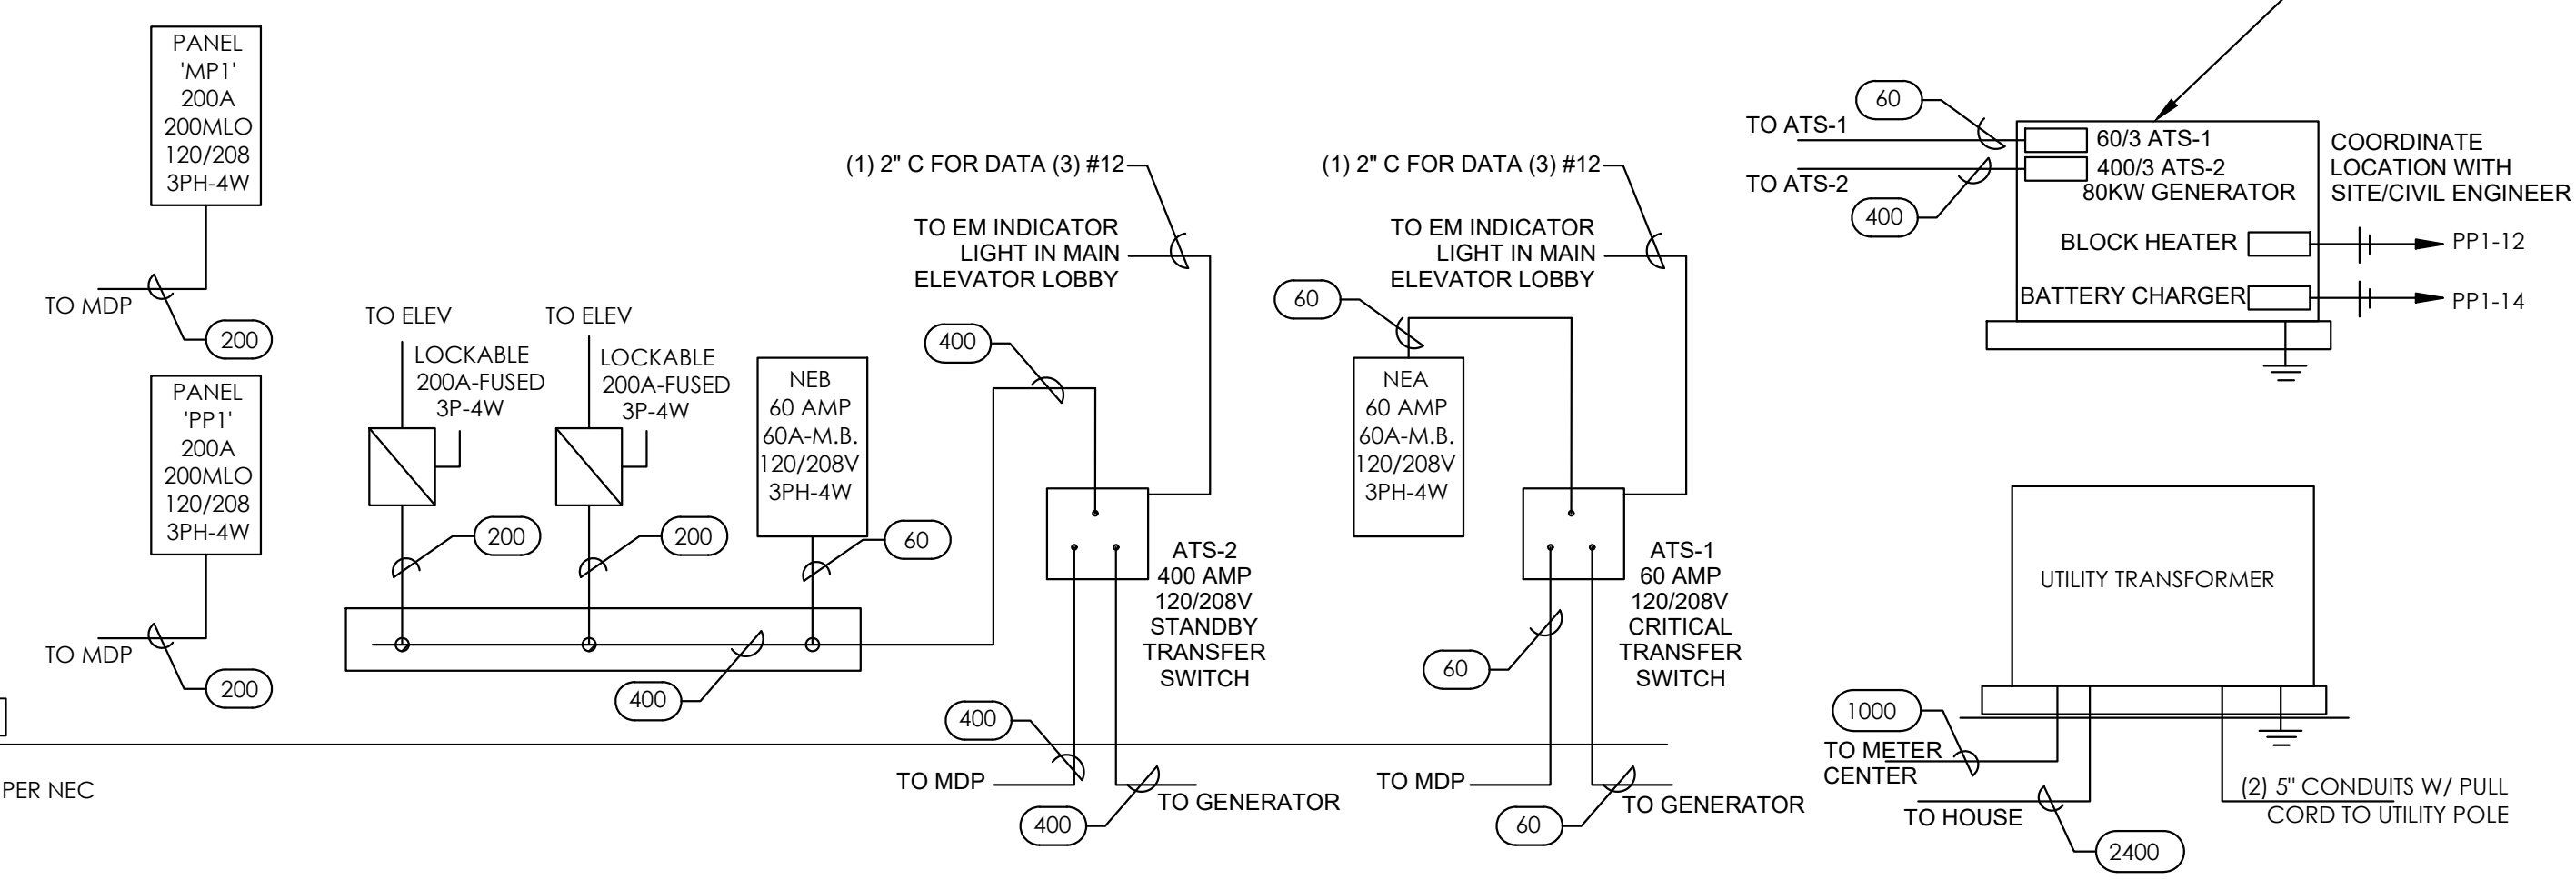 PANEL
'MP1'
200A
200MLO
120/208
3PH-4W
TO MDP
200
PANEL
'PP1'
200A
200MLO
120/208
3PH-4W
TO MDP
200
PER NEC
TO ELEV
LOCKABLE
200A-FUSED
3P-4W
200
TO ELEV
LOCKABLE
200A-FUSED
3P-4W
200
NEB
60 AMP
60A-M.B.
120/208V
3PH-4W
60
400
(1) 2" C FOR DATA (3) #12
TO EM INDICATOR
LIGHT IN MAIN
ELEVATOR LOBBY
400
ATS-2
400 AMP
120/208V
STANDBY
TRANSFER
SWITCH
400
TO MDP
TO GENERATOR
400
(1) 2" C FOR DATA (3) #12
TO EM INDICATOR
LIGHT IN MAIN
ELEVATOR LOBBY
60
NEA
60 AMP
60A-M.B.
120/208V
3PH-4W
ATS-1
60 AMP
120/208V
CRITICAL
TRANSFER
SWITCH
60
TO MDP
TO GENERATOR
60
60
TO ATS-1
TO ATS-2
400
60/3 ATS-1
400/3 ATS-2
80KW GENERATOR
BLOCK HEATER
PP1-12
BATTERY CHARGER
PP1-14
COORDINATE
LOCATION WITH
SITE/CIVIL ENGINEER
UTILITY TRANSFORMER
1000
TO METER
CENTER
TO HOUSE
2400
(2) 5" CONDUITS W/ PULL
CORD TO UTILITY POLE